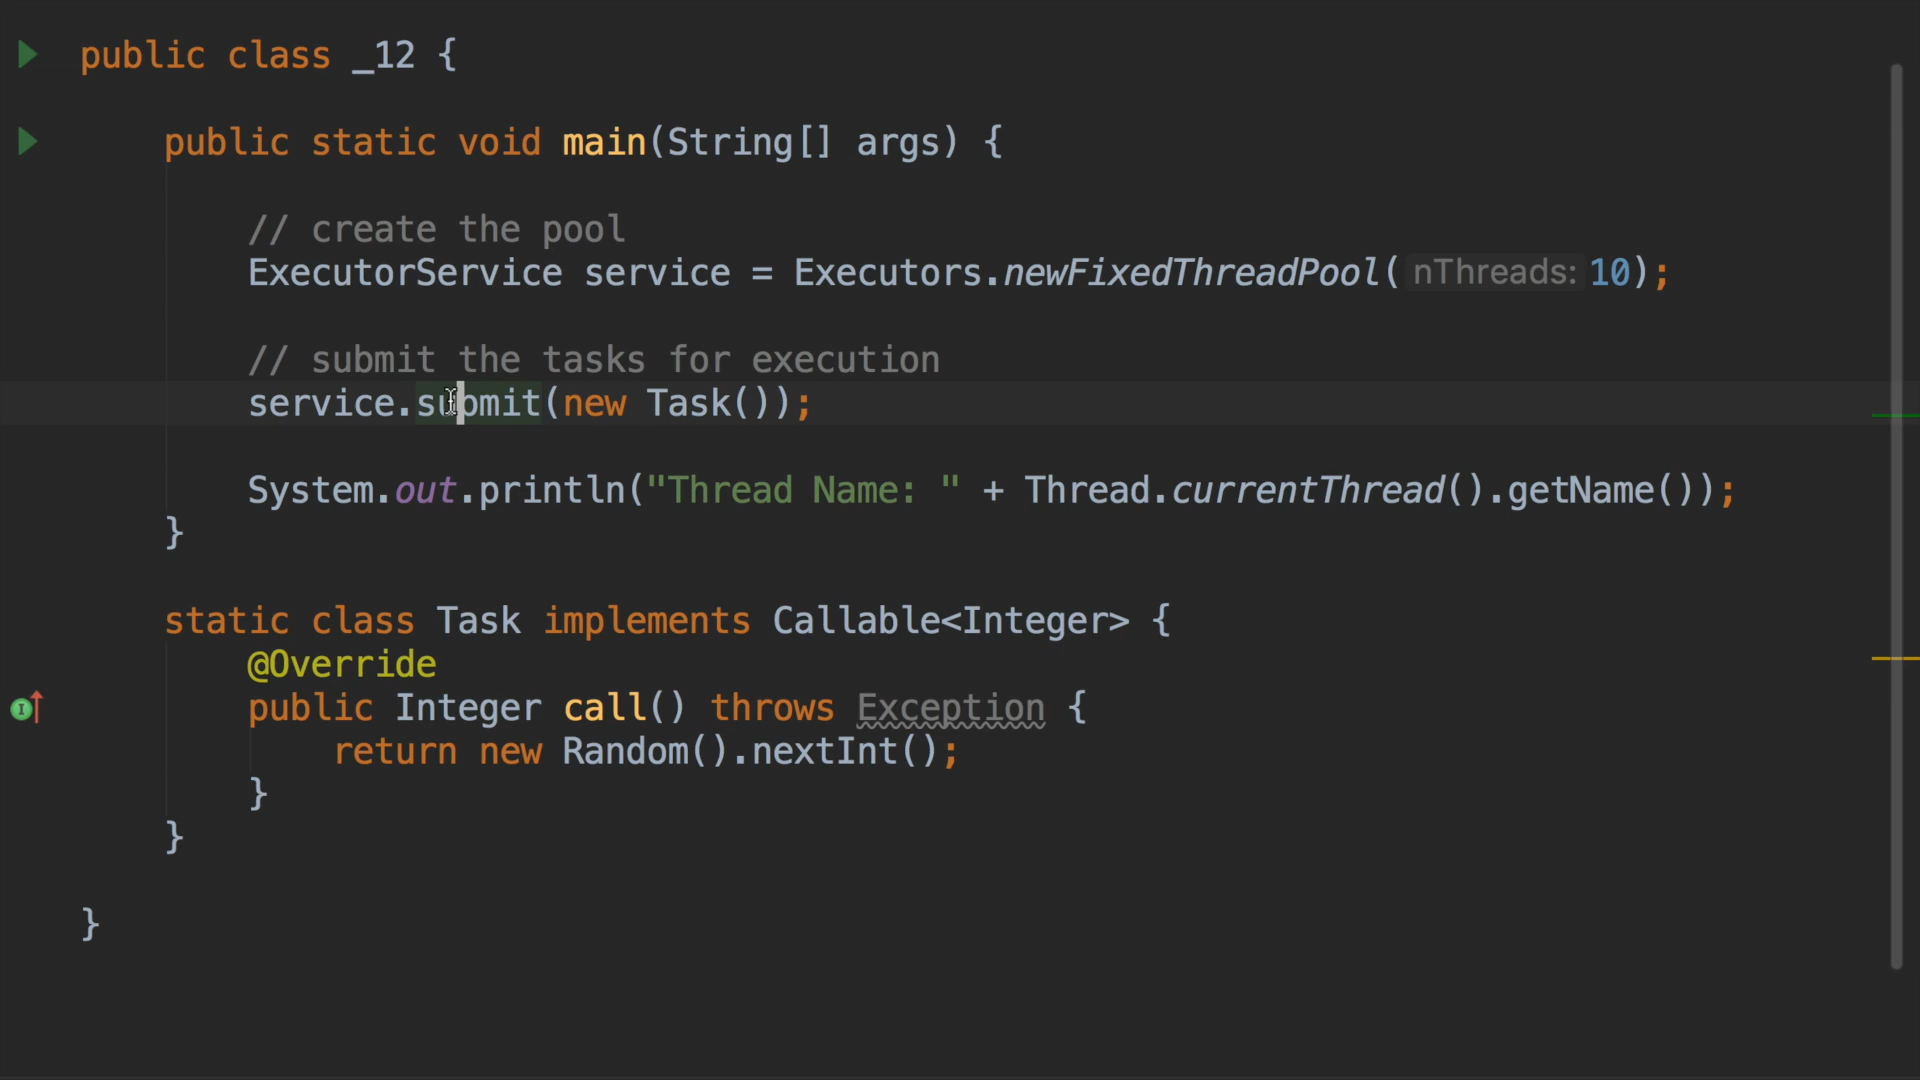 public class _12 {
public static void main(String[] args) {
// create the pool
ExecutorService service = Executors.newFixedThreadPool( nThreads: 10);
// submit the tasks for execution
service.submit(new Task());
System.out.println("Thread Name: " + Thread.currentThread().getName());
}
static class Task implements Callable<Integer> {
@Override
public Integer call() throws Exception {
return new Random().nextInt();
}
}
}